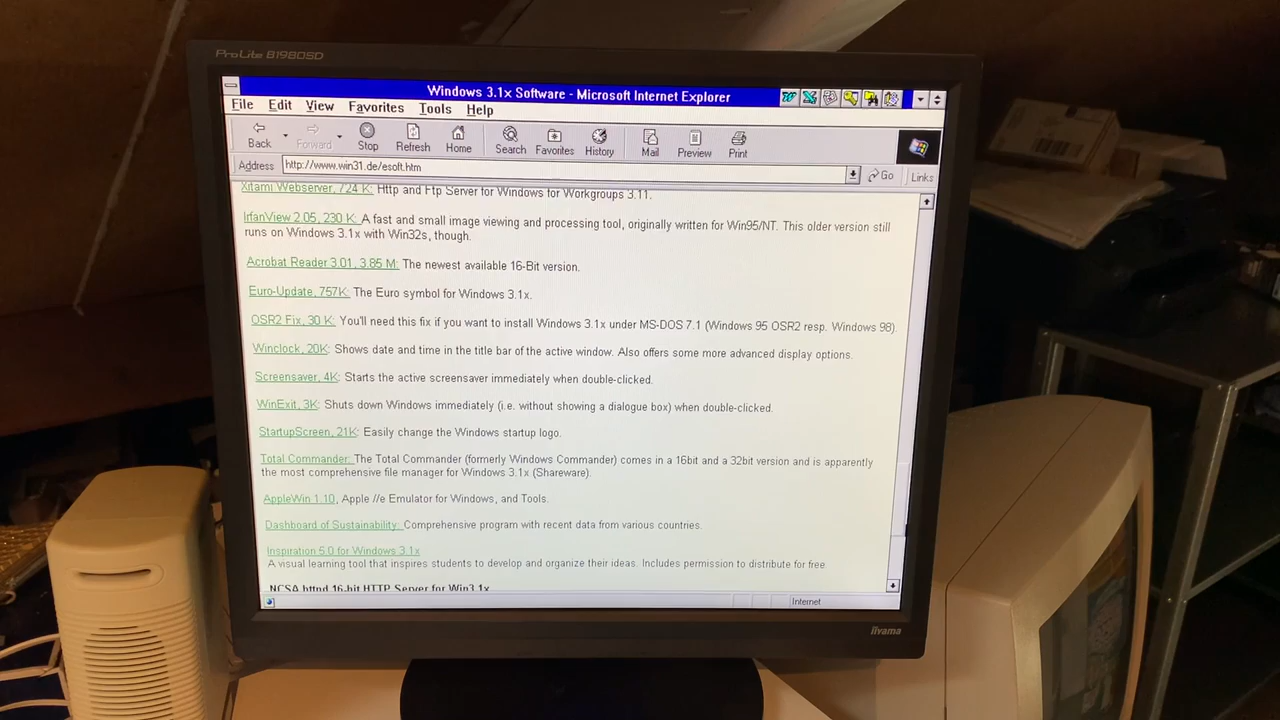 ProLite B1980SD
Windows 3.1x Software - Microsoft Internet Explorer
File Edit View Favorites Tools Help
Back Forward Stop Refresh Home Search Favorites History Mail Preview Print
Address http://www.win31.de/esoft.htm Go Links
Xitami Webserver, 724 K: Http and Ftp Server for Windows for Workgroups 3.11.
IrfanView 2.05, 230 K: A fast and small image viewing and processing tool, originally written for Win95/NT. This older version still
runs on Windows 3.1x with Win32s, though.
Acrobat Reader 3.01, 3.85 M: The newest available 16-Bit version.
Euro-Update, 757K: The Euro symbol for Windows 3.1x.
OSR2 Fix, 30 K: You'll need this fix if you want to install Windows 3.1x under MS-DOS 7.1 (Windows 95 OSR2 resp. Windows 98).
Winclock, 20K: Shows date and time in the title bar of the active window. Also offers some more advanced display options.
Screensaver, 4K: Starts the active screensaver immediately when double-clicked.
WinExit, 3K: Shuts down Windows immediately (i.e. without showing a dialogue box) when double-clicked.
StartupScreen, 21K: Easily change the Windows startup logo.
Total Commander: The Total Commander (formerly Windows Commander) comes in a 16bit and a 32bit version and is apparently
the most comprehensive file manager for Windows 3.1x (Shareware).
AppleWin 1.10, Apple //e Emulator for Windows, and Tools.
Dashboard of Sustainability: Comprehensive program with recent data from various countries.
Inspiration 5.0 for Windows 3.1x
A visual learning tool that inspires students to develop and organize their ideas. Includes permission to distribute for free.
NCSA httpd 16-bit HTTP Server for Win3.1x
Internet
iiyama